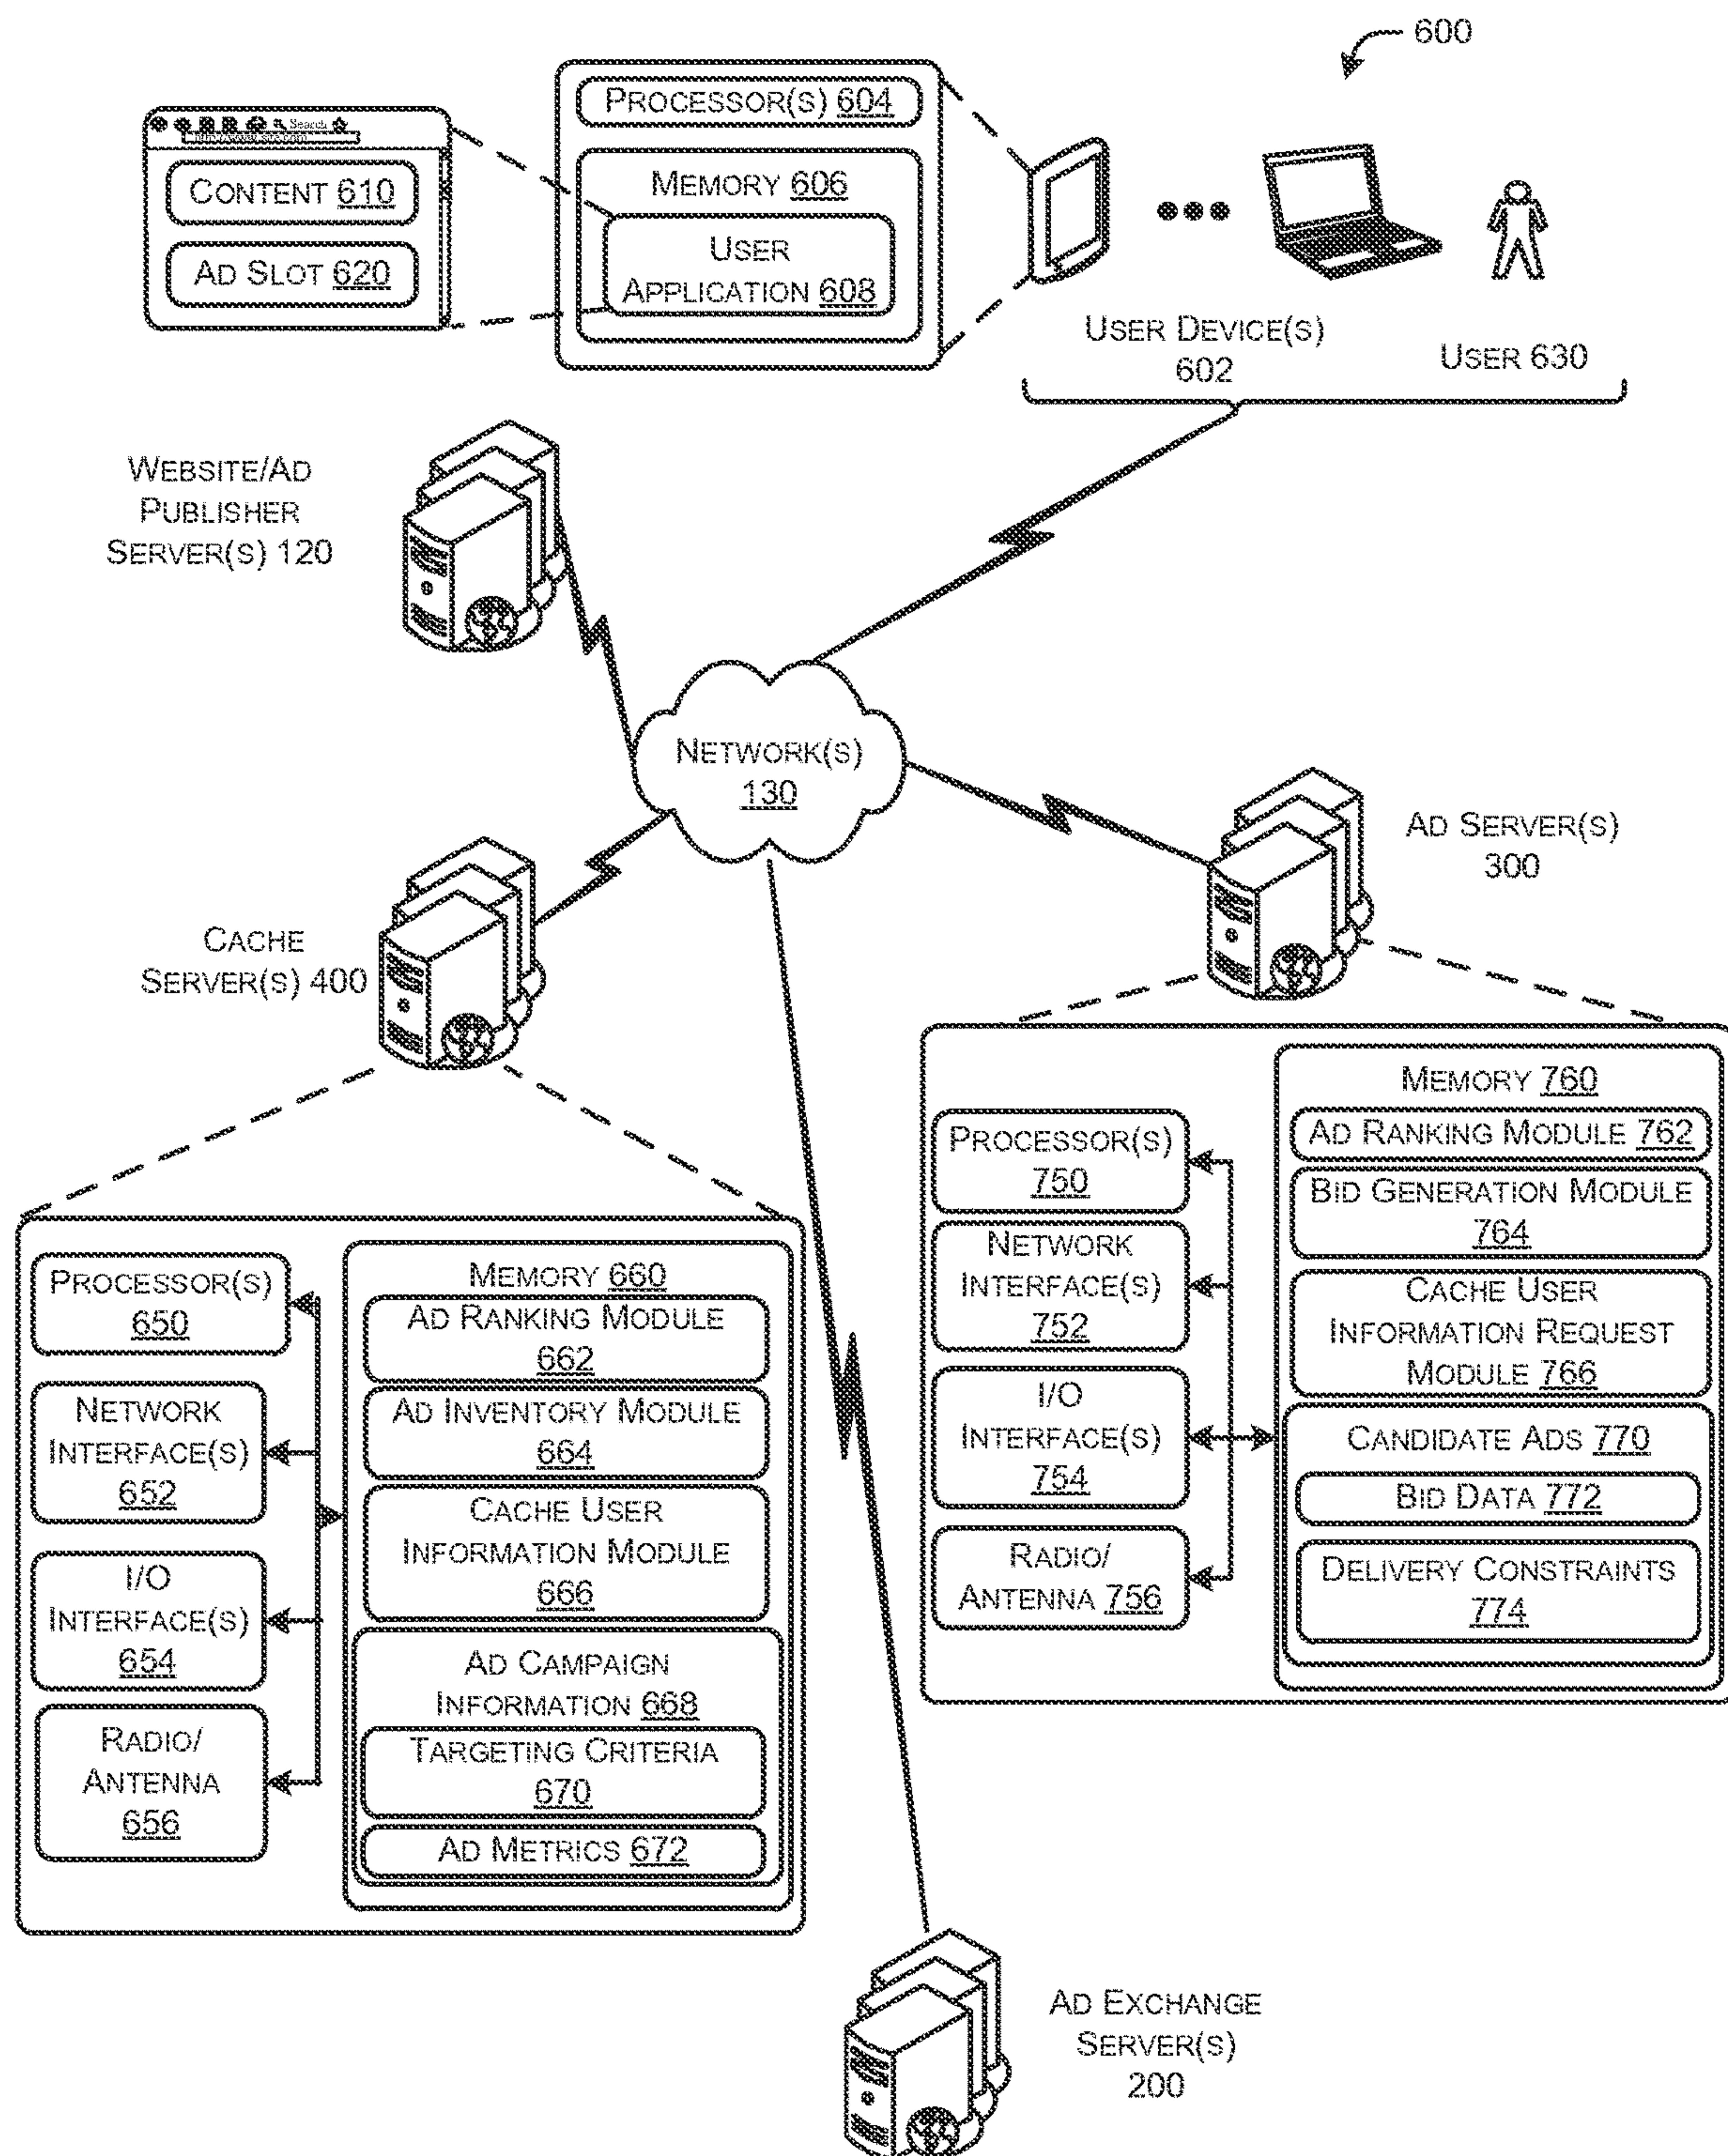 600
Search
http://www.site.com
CONTENT 610
AD SLOT 620
PROCESSOR(S) 604
MEMORY 606
USER
APPLICATION 608
USER DEVICE(S)
602
USER 630
WEBSITE/AD
PUBLISHER
SERVER(S) 120
NETWORK(S)
130
AD SERVER(S)
300
CACHE
SERVER(S) 400
PROCESSOR(S)
650
NETWORK
INTERFACE(S)
652
I/O
INTERFACE(S)
654
RADIO/
ANTENNA
656
MEMORY 660
AD RANKING MODULE
662
AD INVENTORY MODULE
664
CACHE USER
INFORMATION MODULE
666
AD CAMPAIGN
INFORMATION 668
TARGETING CRITERIA
670
AD METRICS 672
PROCESSOR(S)
750
NETWORK
INTERFACE(S)
752
I/O
INTERFACE(S)
754
RADIO/
ANTENNA 756
MEMORY 760
AD RANKING MODULE 762
BID GENERATION MODULE
764
CACHE USER
INFORMATION REQUEST
MODULE 766
CANDIDATE ADS 770
BID DATA 772
DELIVERY CONSTRAINTS
774
AD EXCHANGE
SERVER(S)
200